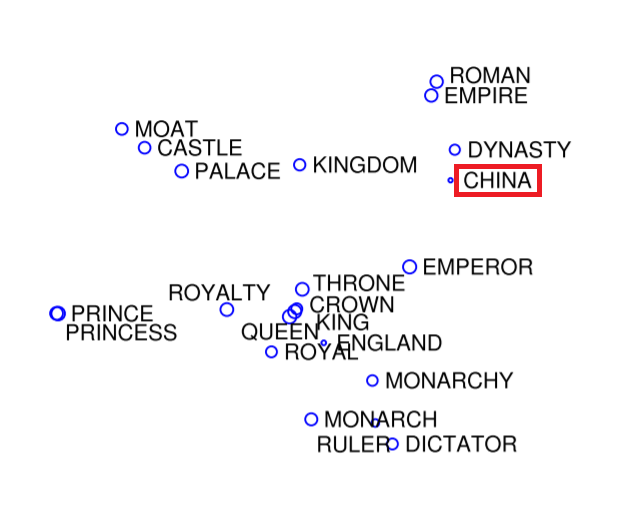 ROMAN
EMPIRE
MOAT
CASTLE
DYNASTY
PALACE
KINGDOM
CHINA
EMPEROR
THRONE
ROYALTY
CROWN
PRINCE
KING
PRINCESS
QUEEN
ENGLAND
ROYAL
MONARCHY
MONARCH
RULER
DICTATOR